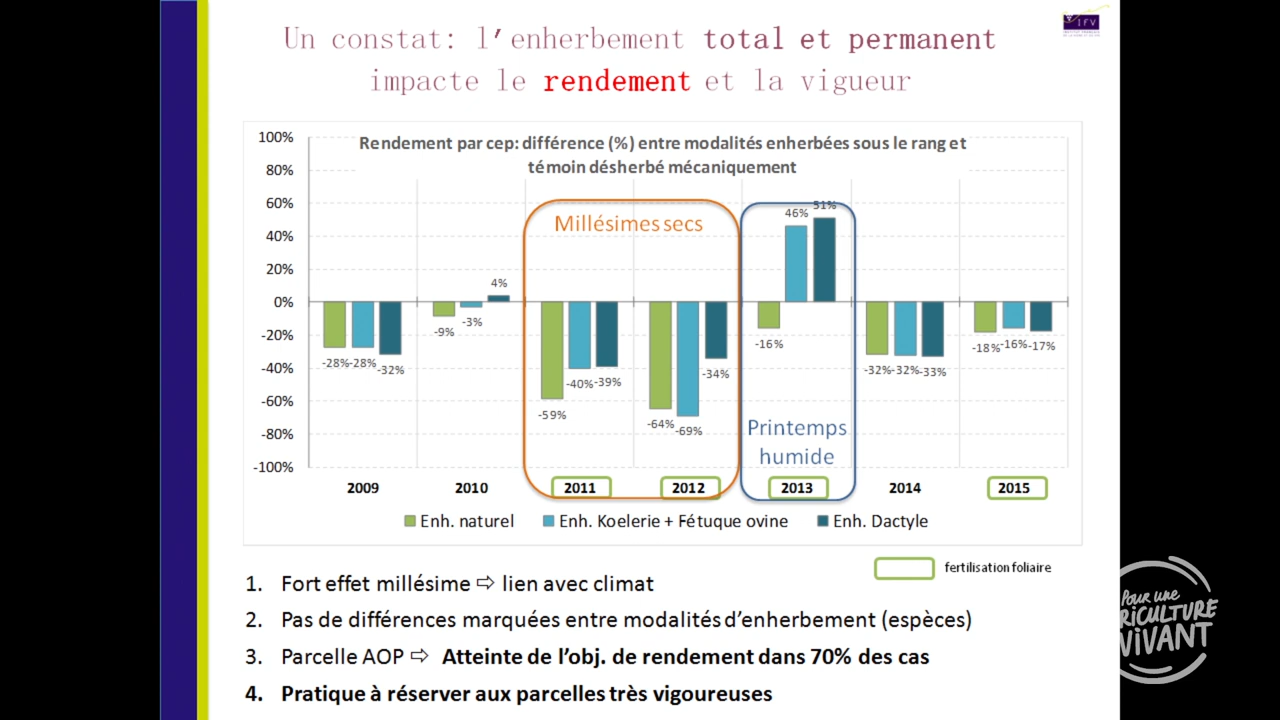 Un constat: l’enherbement total et permanent
impacte le rendement et la vigueur
IFV
Rendement par cep: différence (%) entre modalités enherbées sous le rang et
témoin désherbé mécaniquement
100%
80%
60%
40%
20%
0%
-20%
-40%
-60%
-80%
-100%
Millésimes secs
Printemps
humide
-28% -28% -32%
-9% -3% 4%
-59% -40% -39%
-64% -69% -34%
-16% 46% 51%
-32% -32% -33%
-18% -16% -17%
2009 2010 2011 2012 2013 2014 2015
Enh. naturel Enh. Koelerie + Fétuque ovine Enh. Dactyle
fertilisation foliaire
1. Fort effet millésime ⇨ lien avec climat
2. Pas de différences marquées entre modalités d’enherbement (espèces)
3. Parcelle AOP ⇨ Atteinte de l’obj. de rendement dans 70% des cas
4. Pratique à réserver aux parcelles très vigoureuses
Pour une
RICULTURE
ViVANT